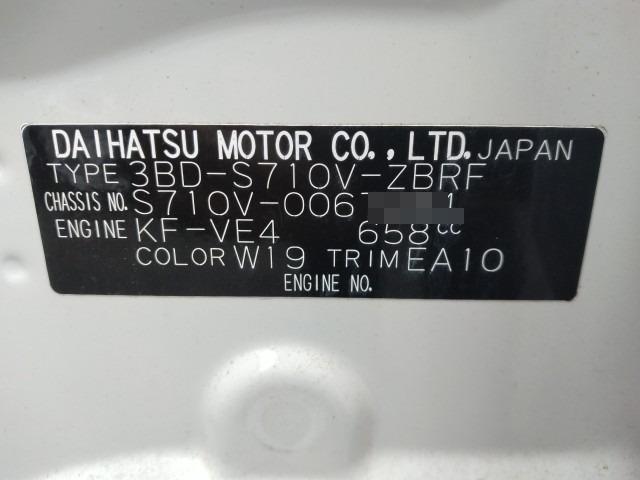 DAIHATSU MOTOR CO., LTD. JAPAN
TYPE 3BD-S710V-ZBRF
CHASSIS NO. S710V-006 1
ENGINE KF-VE4 658cc
COLOR W19 TRIM EA10
ENGINE NO.